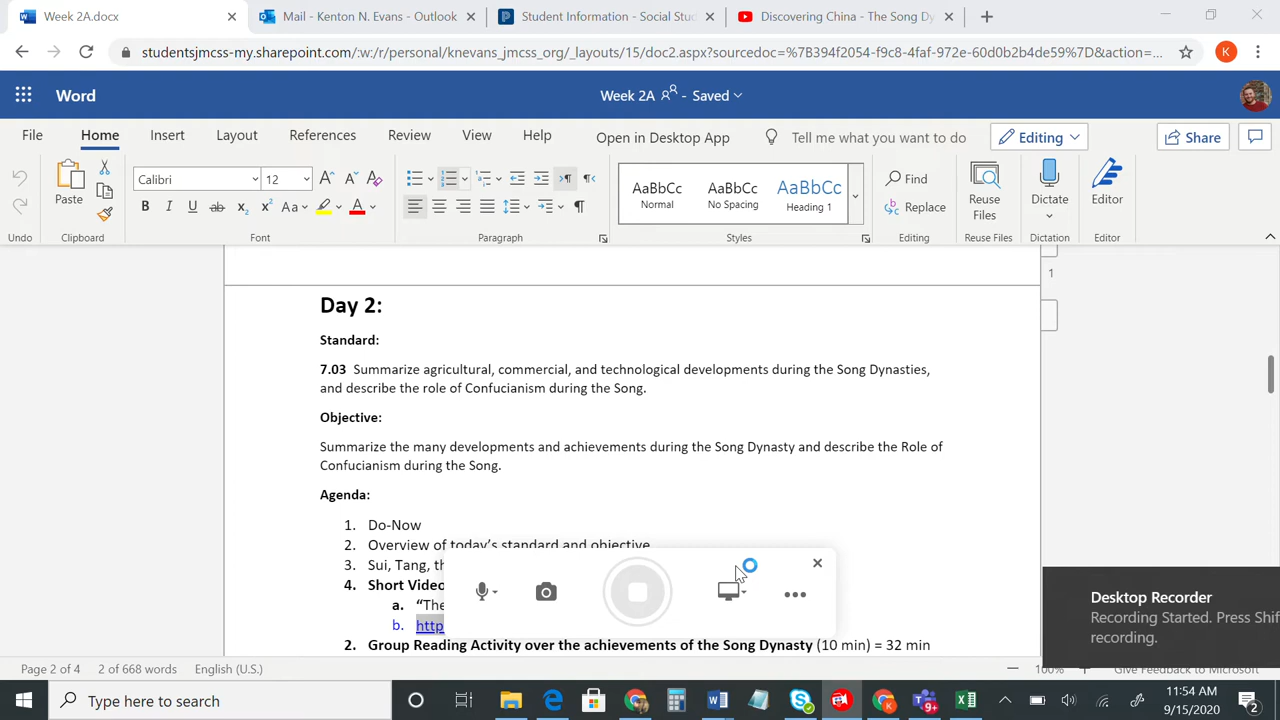 Week 2A.docx
Mail - Kenton N. Evans - Outlook
Student Information - Social Stu
Discovering China - The Song Dy
studentsjmcss-my.sharepoint.com/:w:/r/personal/knevans_jmcss_org/_layouts/15/doc2.aspx?sourcedoc=%7B394f2054-f9c8-4faf-972e-60d0b2b4de59%7D&action=...
K
Word
Week 2A - Saved
File Home Insert Layout References Review View Help Open in Desktop App Tell me what you want to do Editing Share
Paste
Calibri 12
AaBbCc AaBbCc AaBbCc
Normal No Spacing Heading 1
Find
Replace
Reuse Files
Dictate
Editor
Undo Clipboard Font Paragraph Styles Editing Reuse Files Dictation Editor
1
Day 2:
Standard:
7.03 Summarize agricultural, commercial, and technological developments during the Song Dynasties,
and describe the role of Confucianism during the Song.
Objective:
Summarize the many developments and achievements during the Song Dynasty and describe the Role of
Confucianism during the Song.
Agenda:
1. Do-Now
2. Overview of today's standard and objective
3. Sui, Tang, th
4. Short Video
a. "The
b. http
2. Group Reading Activity over the achievements of the Song Dynasty (10 min) = 32 min
Desktop Recorder
Recording Started. Press Shif
recording.
Page 2 of 4 2 of 668 words English (U.S.) 100% Give Feedback to Microsoft
Type here to search
9+
11:54 AM
9/15/2020
2